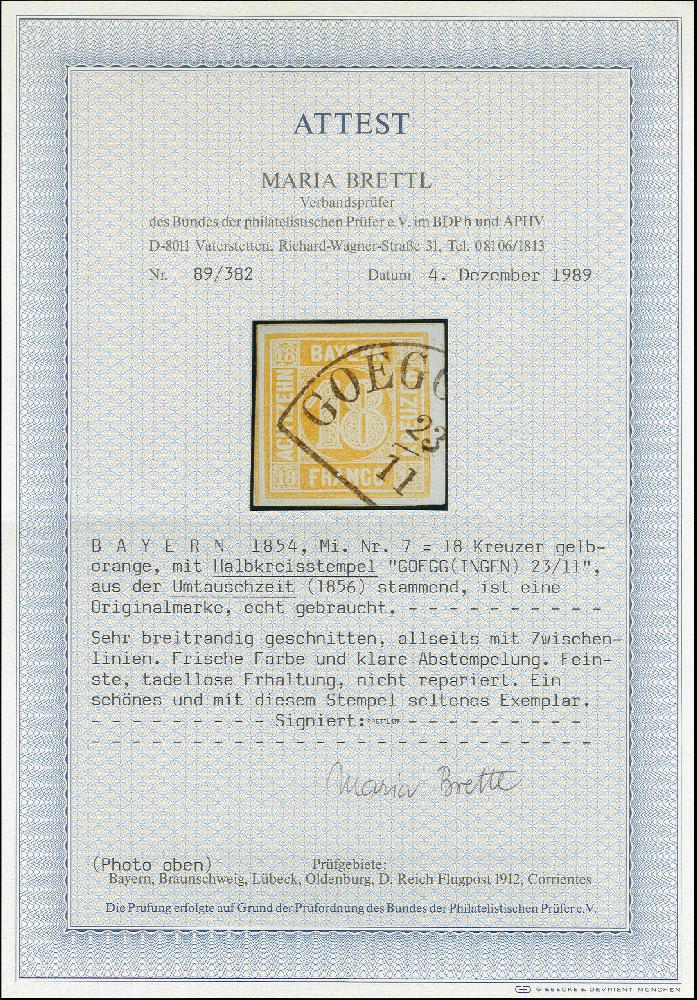 ATTEST
MARIA BRETTL
Verbandsprüfer
des Bundes der philatelistischen Prüfer e.V. im BDPh und APHV
D-8011 Vaterstetten, Richard-Wagner-Straße 31, Tel. 08106/1813
Nr. 89/382 Datum 4. Dezember 1989
18 BAYERN
ACHTZEHN
18
KREUZER
18 FRANCO
GOEGG
23
11
B A Y E R N 1854, Mi. Nr. 7 = 18 Kreuzer gelb-
orange, mit Halbkreisstempel "GOEGG(INGEN) 23/11",
aus der Umtauschzeit (1856) stammend, ist eine
Originalmarke, echt gebraucht. - - - - - - - - - -
Sehr breitrandig geschnitten, allseits mit Zwischen-
linien. Frische Farbe und klare Abstempelung. Fein-
ste, tadellose Erhaltung, nicht repariert. Ein
schönes und mit diesem Stempel seltenes Exemplar.
- - - - - - - - - Signiert: - - - - - - - - -
- - - - - - - - - - - - - - - - - - - - - - - - -
Maria Brettl
(Photo oben) Prüfgebiete:
Bayern, Braunschweig, Lübeck, Oldenburg, D. Reich Flugpost 1912, Corrientes
Die Prüfung erfolgte auf Grund der Prüfordnung des Bundes der Philatelistischen Prüfer e.V.
GIESECKE & DEVRIENT MÜNCHEN